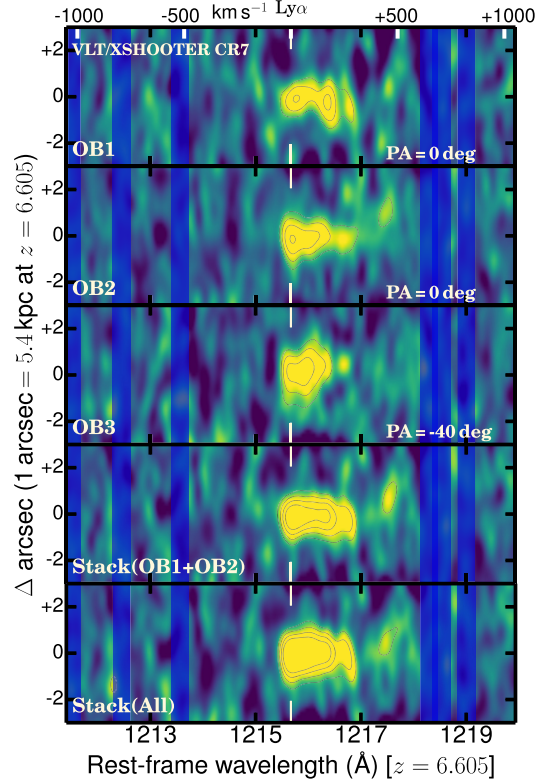 -1000 -500 km s⁻¹ Lyα +500 +1000
VLT/XSHOOTER CR7
+2
0
-2
OB1 PA = 0 deg
+2
0
-2
OB2 PA = 0 deg
+2
0
-2
OB3 PA = -40 deg
+2
0
-2
Stack(OB1+OB2)
+2
0
-2
Stack(All)
Δ arcsec (1 arcsec = 5.4 kpc at z = 6.605)
1213 1215 1217 1219
Rest-frame wavelength (Å) [z = 6.605]